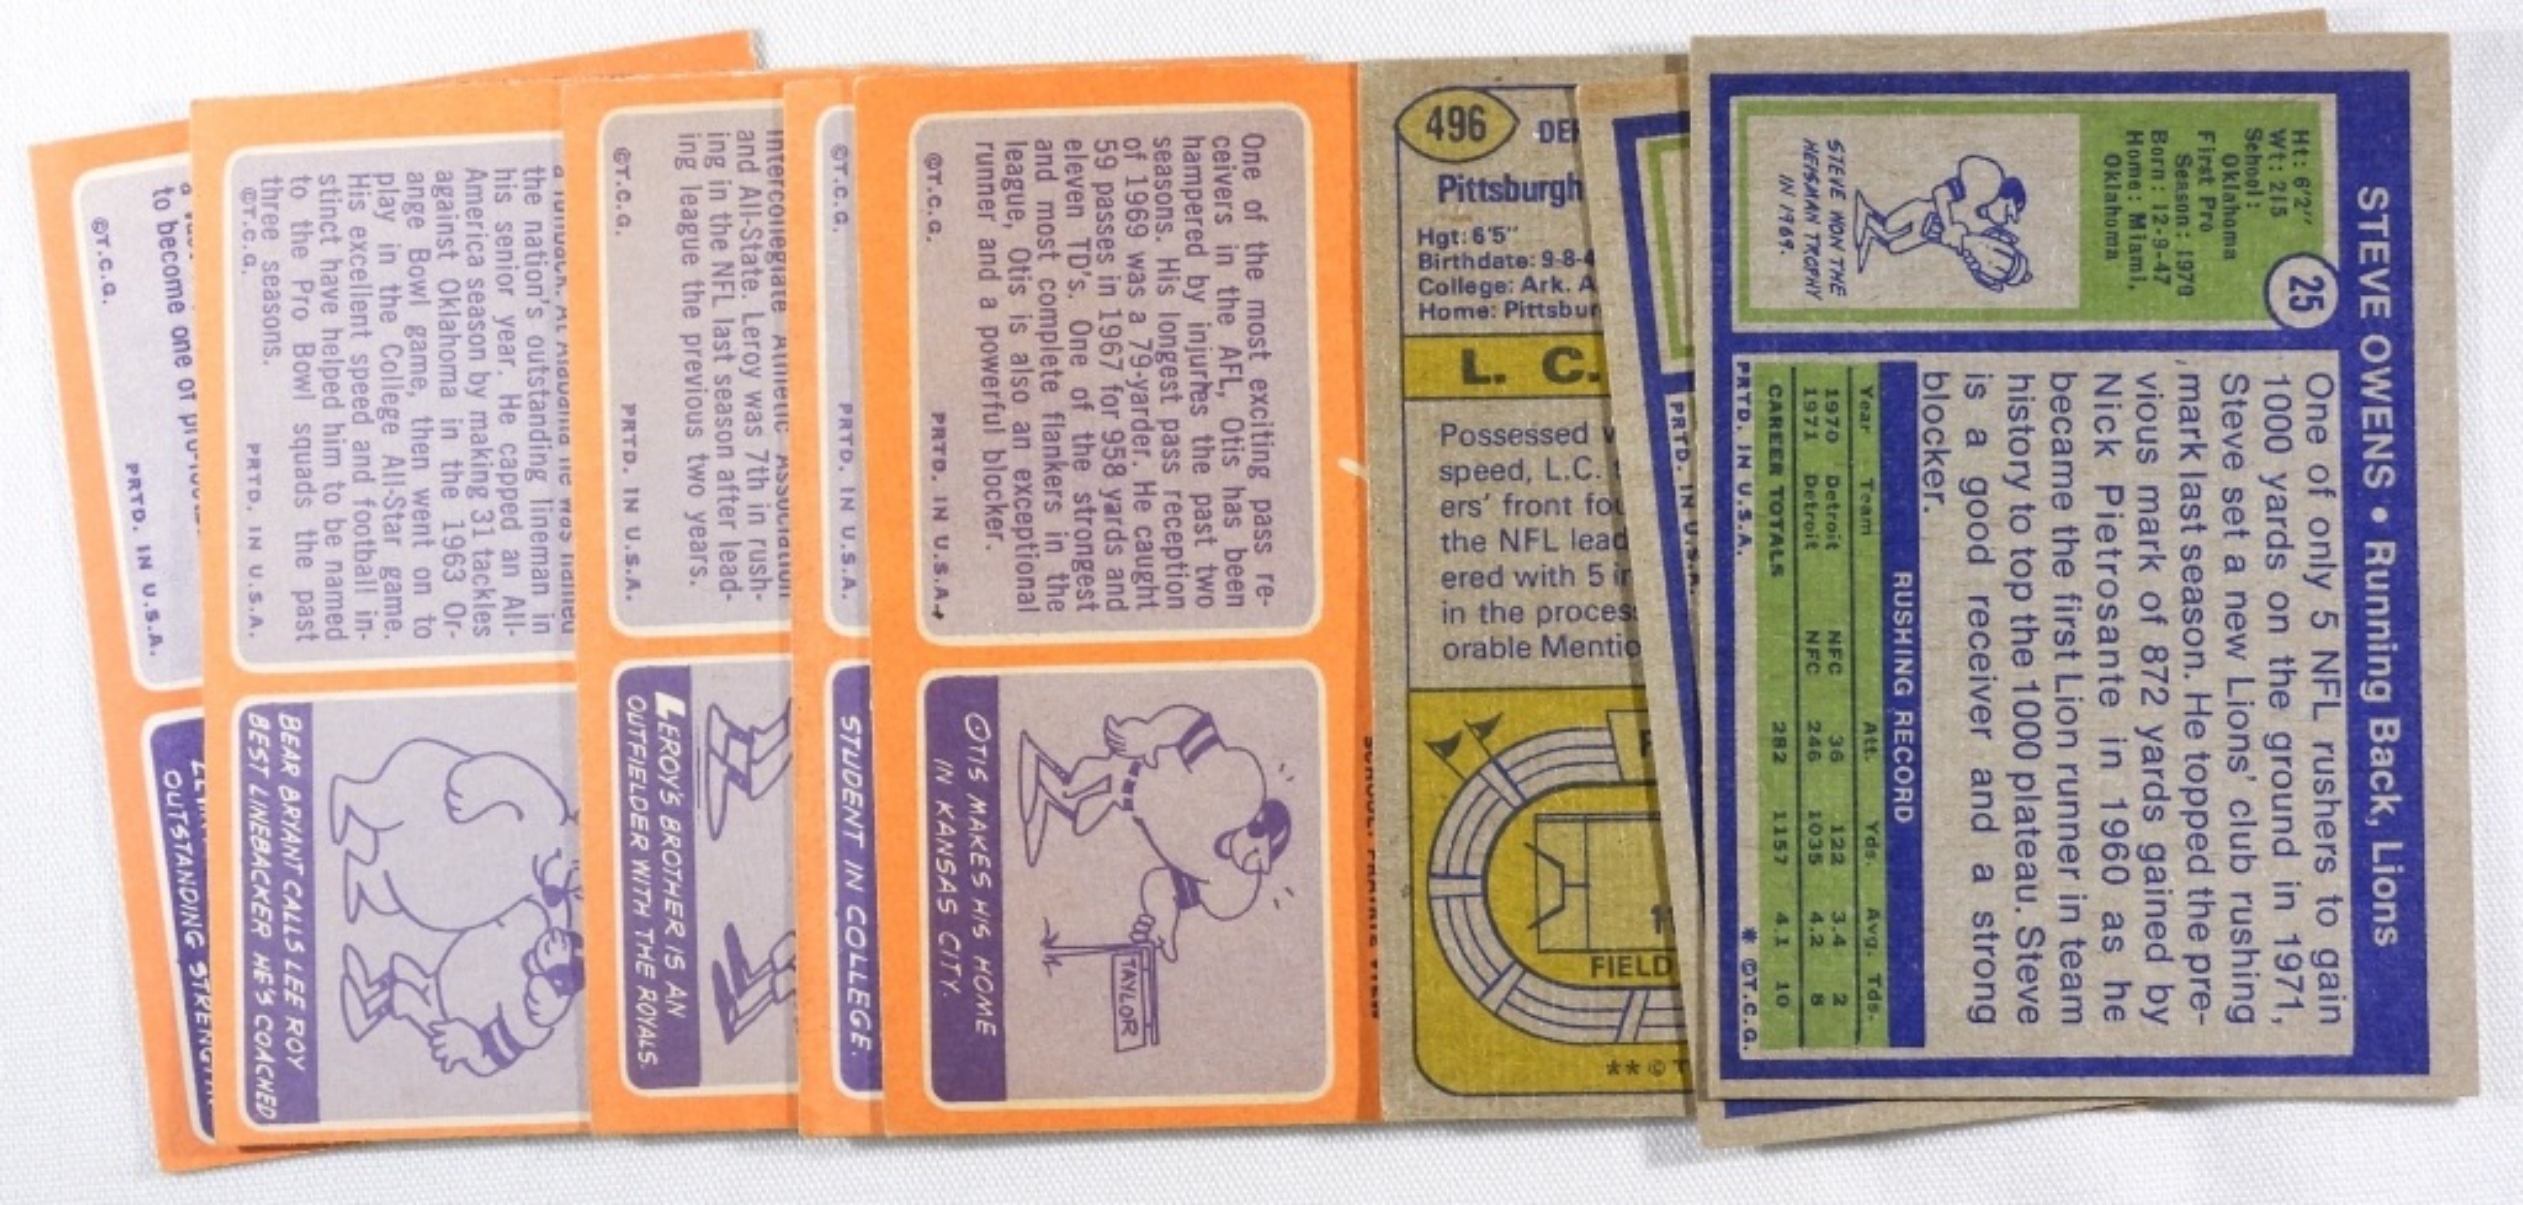 to become one of
©T.C.G.
PRTD. IN U.S.A.
OUTSTANDING
the nation's outstanding lineman in
his senior year. He capped an All-
America season by making 31 tackles
against Oklahoma in the 1963 Or-
ange Bowl game, then went on to
play in the College All-Star game.
His excellent speed and football in-
stinct have helped him to be named
to the Pro Bowl squads the past
three seasons.
©T.C.G.
PRTD. IN U.S.A.
BEAR BRYANT CALLS LEE ROY
BEST LINEBACKER HE'S COACHED
Intercollegiate Athletic Association
and All-State. Leroy was 7th in rush-
ing in the NFL last season after lead-
ing league the previous two years.
©T.C.G.
PRTD. IN U.S.A.
LEROY'S BROTHER IS AN
OUTFIELDER WITH THE ROYALS.
©T.C.G.
PRTD. IN U.S.A.
STUDENT IN COLLEGE.
One of the most exciting pass re-
ceivers in the AFL, Otis has been
hampered by injuries the past two
seasons. His longest pass reception
of 1969 was a 79-yarder. He caught
59 passes in 1967 for 958 yards and
eleven TD's. One of the strongest
and most complete flankers in the
league, Otis is also an exceptional
runner and a powerful blocker.
©T.C.G.
PRTD. IN U.S.A.
TAYLOR
OTIS MAKES HIS HOME
IN KANSAS CITY.
496
DEF
Pittsburgh
Hgt: 6'5"
Birthdate: 9-8-4
College: Ark. A
Home: Pittsbur
L. C.
Possessed w
speed, L.C.
ers' front fou
the NFL lead
ered with 5 in
in the process
orable Mentio
FIELD
** © T
PRTD. IN U.S.A.
STEVE OWENS • Running Back, Lions
25
Ht: 6'2"
Wt: 215
School:
Oklahoma
First Pro
Season: 1970
Born: 12-9-47
Home: Miami,
Oklahoma
STEVE WON THE
HEISMAN TROPHY
IN 1969.
One of only 5 NFL rushers to gain
1000 yards on the ground in 1971,
Steve set a new Lions' club rushing
mark last season. He topped the pre-
vious mark of 872 yards gained by
Nick Pietrosante in 1960 as he
became the first Lion runner in team
history to top the 1000 plateau. Steve
is a good receiver and a strong
blocker.
RUSHING RECORD
Year Team Att. Yds. Avg. Tds.
1970 Detroit NFC 36 122 3.4 2
1971 Detroit NFC 246 1035 4.2 8
CAREER TOTALS 282 1157 4.1 10
PRTD. IN U.S.A. * ©T.C.G.